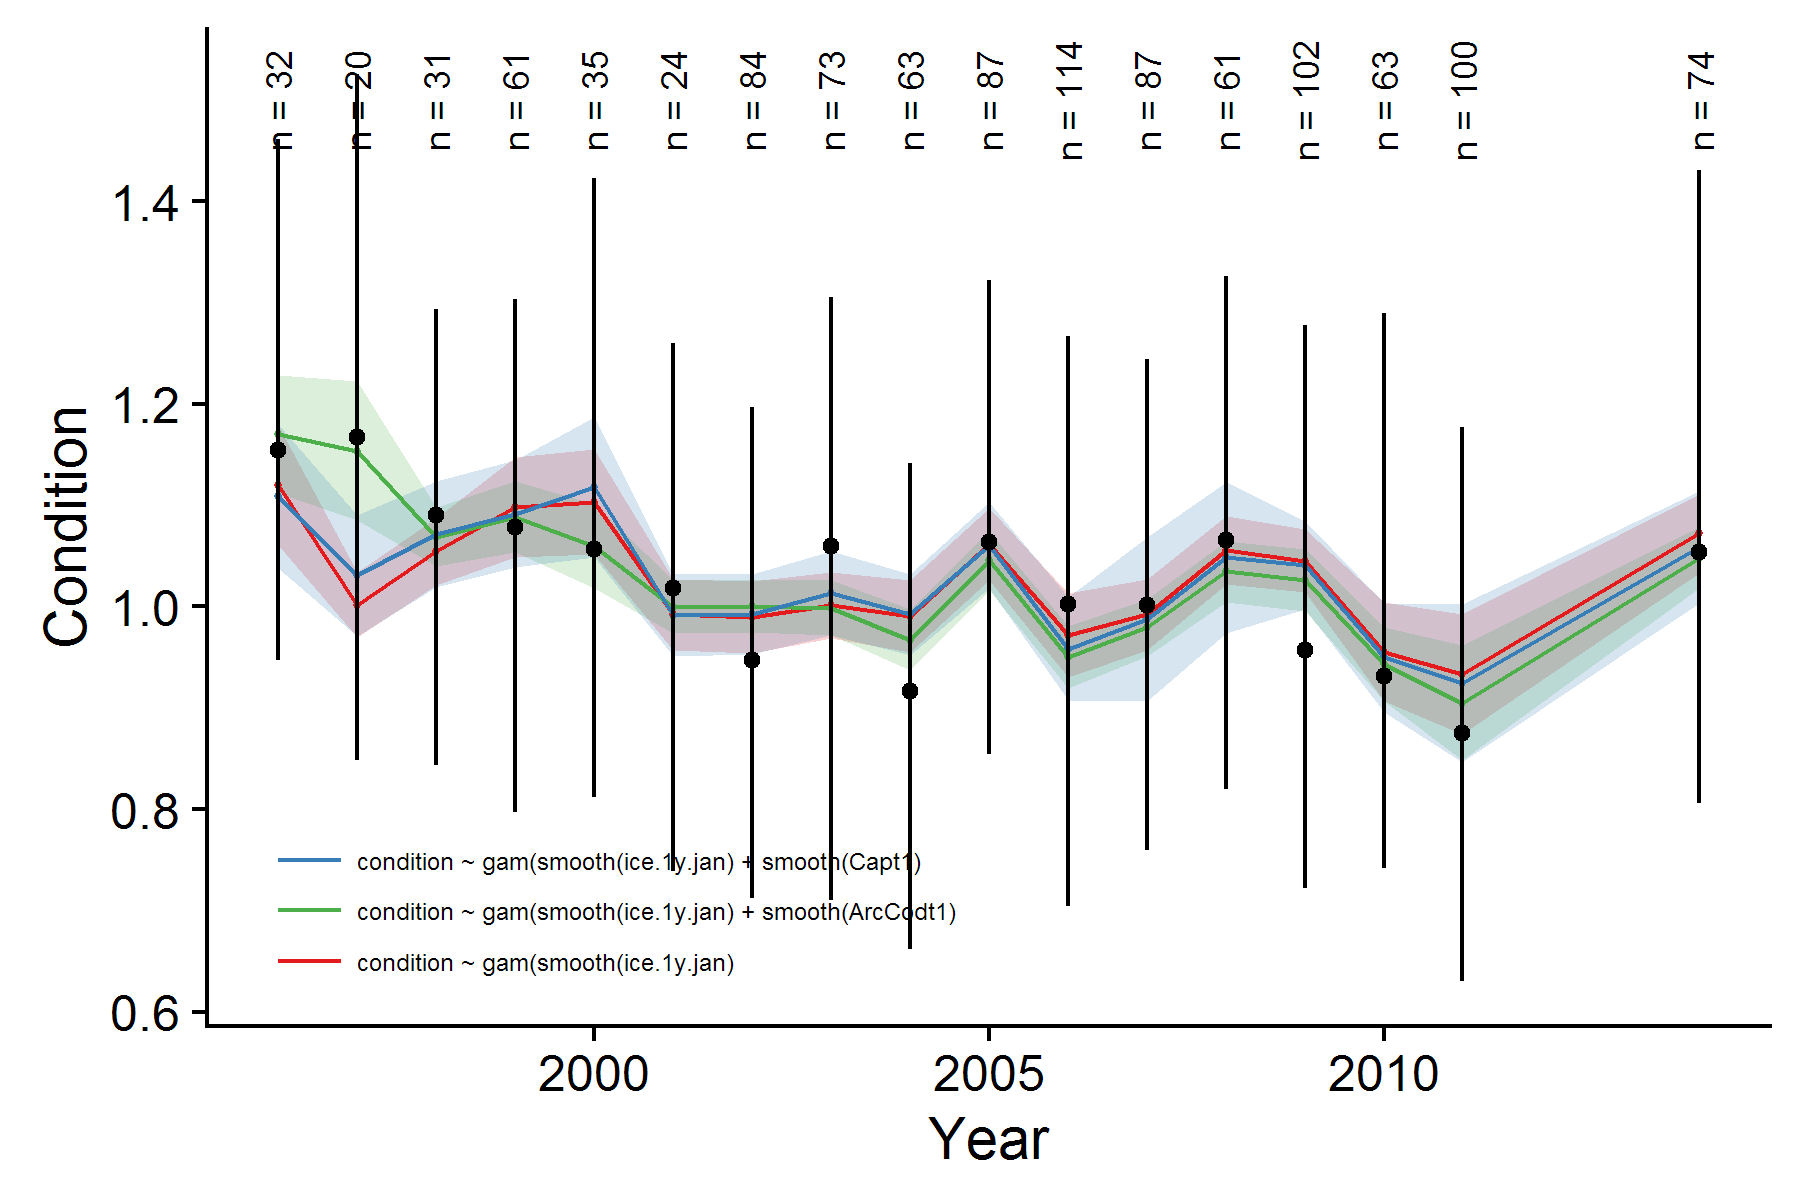 n = 32
n = 20
n = 31
n = 61
n = 35
n = 24
n = 84
n = 73
n = 63
n = 87
n = 114
n = 87
n = 61
n = 102
n = 63
n = 100
n = 74
Condition
1.4
1.2
1.0
0.8
0.6
condition ~ gam(smooth(ice.1y.jan) + smooth(Capt1)
condition ~ gam(smooth(ice.1y.jan) + smooth(ArcCodt1)
condition ~ gam(smooth(ice.1y.jan)
2000
2005
2010
Year